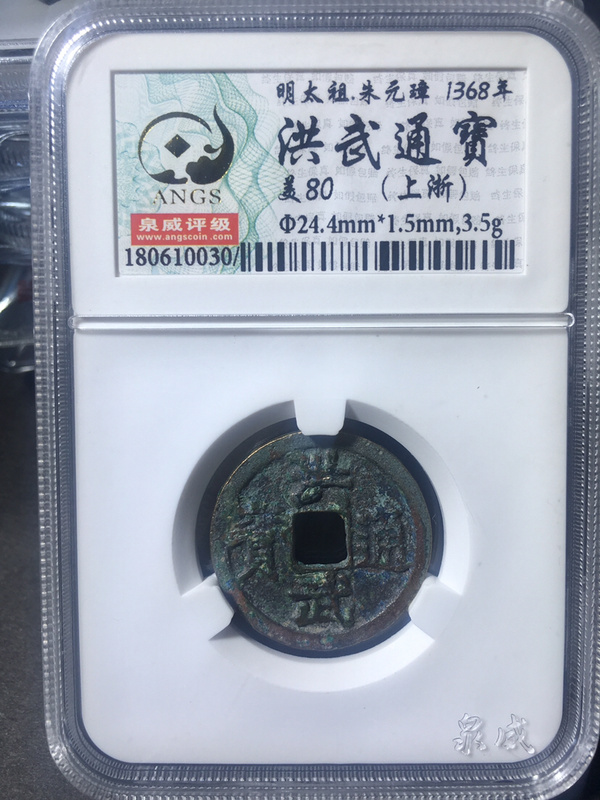 明太祖.朱元璋 1368年
洪武通寶
美80 (上浙)
Φ24.4mm*1.5mm,3.5g
ANGS
泉威评级
www.angscoin.com
180610030/
洪
寶 通
武
泉威